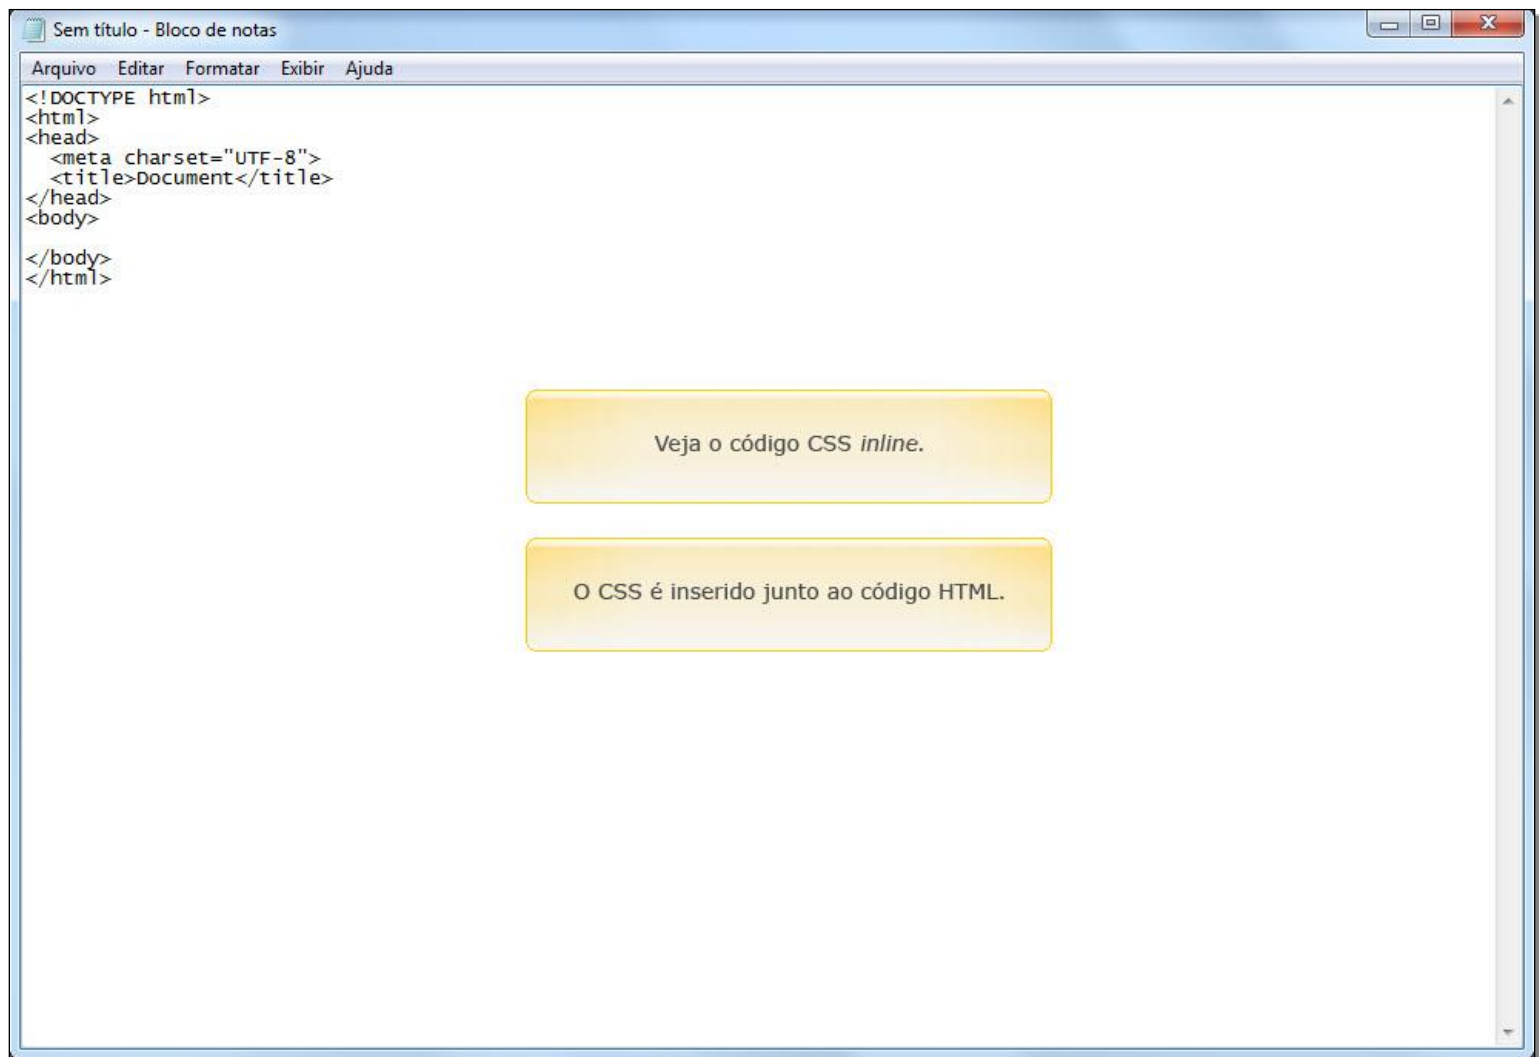 Sem título - Bloco de notas
Arquivo Editar Formatar Exibir Ajuda
<!DOCTYPE html>
<html>
<head>
  <meta charset="UTF-8">
  <title>Document</title>
</head>
<body>
</body>
</html>
Veja o código CSS inline.
O CSS é inserido junto ao código HTML.